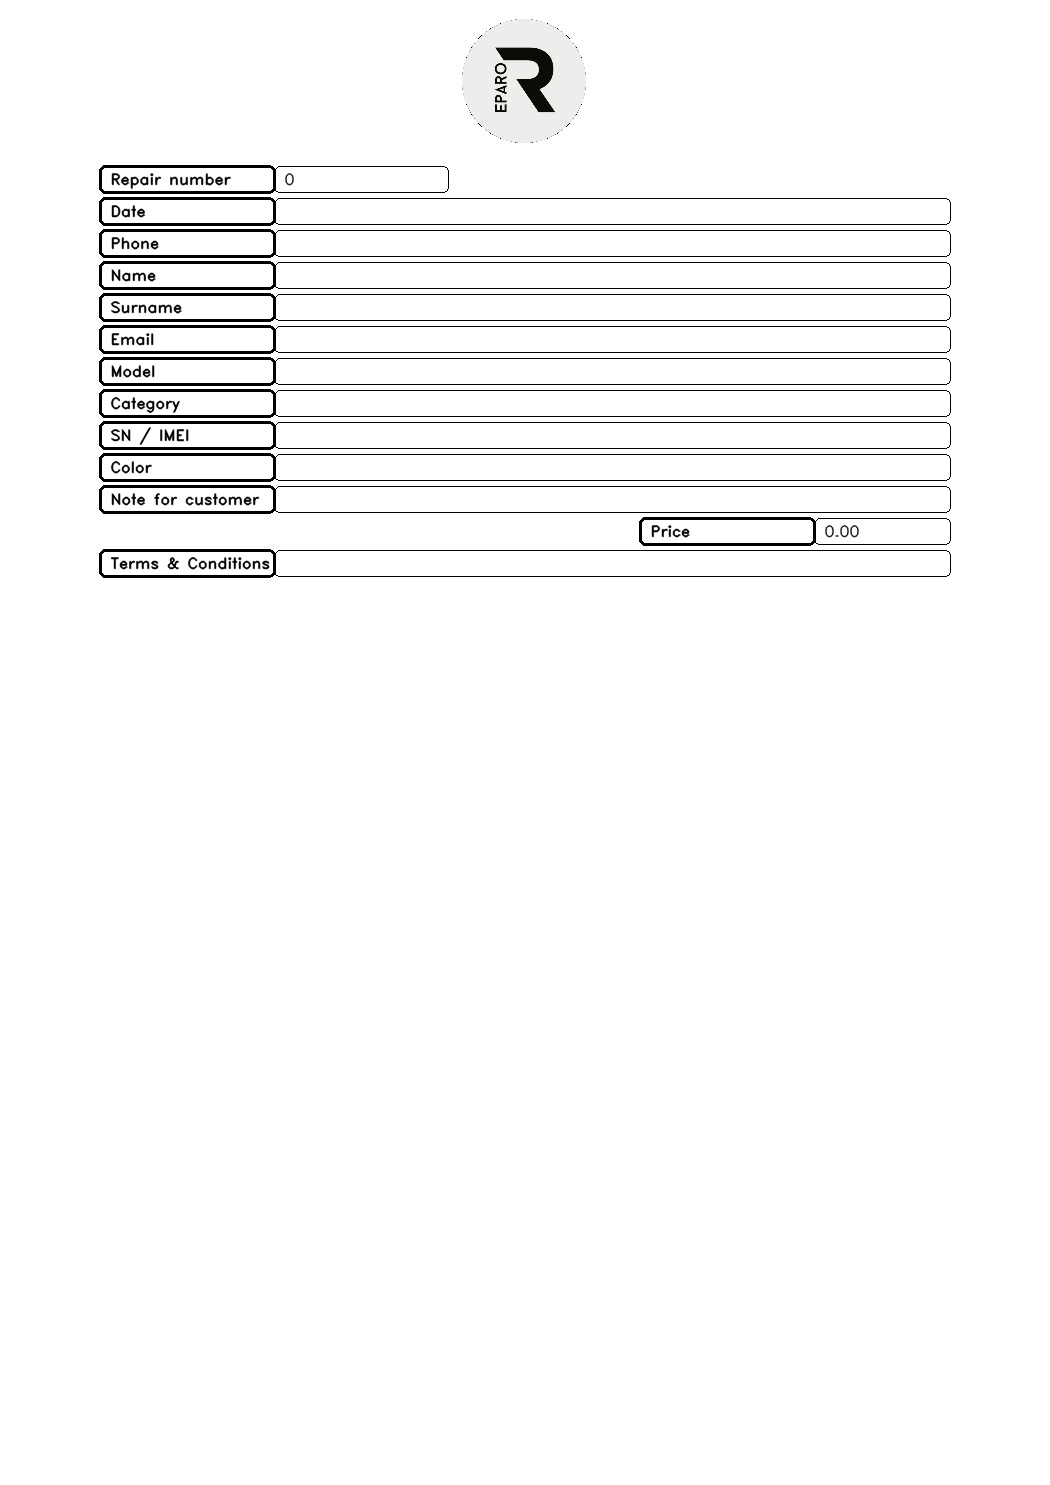 REPARO
Repair number 0
Date
Phone
Name
Surname
Email
Model
Category
SN / IMEI
Color
Note for customer
Price 0.00
Terms & Conditions